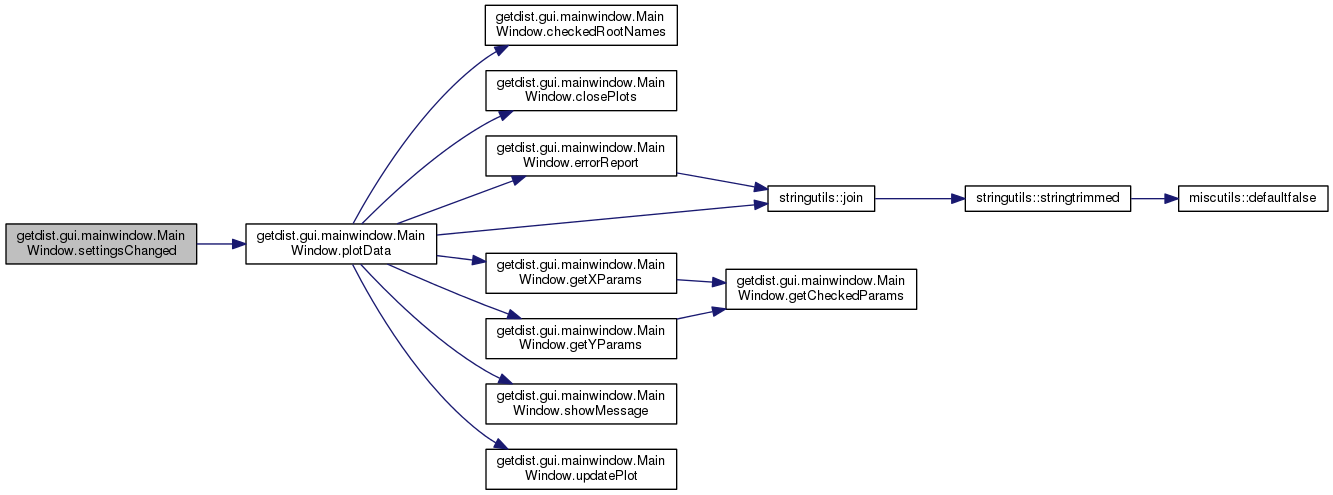 getdist.gui.mainwindow.Main
Window.settingsChanged
getdist.gui.mainwindow.Main
Window.plotData
getdist.gui.mainwindow.Main
Window.checkedRootNames
getdist.gui.mainwindow.Main
Window.closePlots
getdist.gui.mainwindow.Main
Window.errorReport
stringutils::join
stringutils::stringtrimmed
miscutils::defaultfalse
getdist.gui.mainwindow.Main
Window.getXParams
getdist.gui.mainwindow.Main
Window.getCheckedParams
getdist.gui.mainwindow.Main
Window.getYParams
getdist.gui.mainwindow.Main
Window.showMessage
getdist.gui.mainwindow.Main
Window.updatePlot